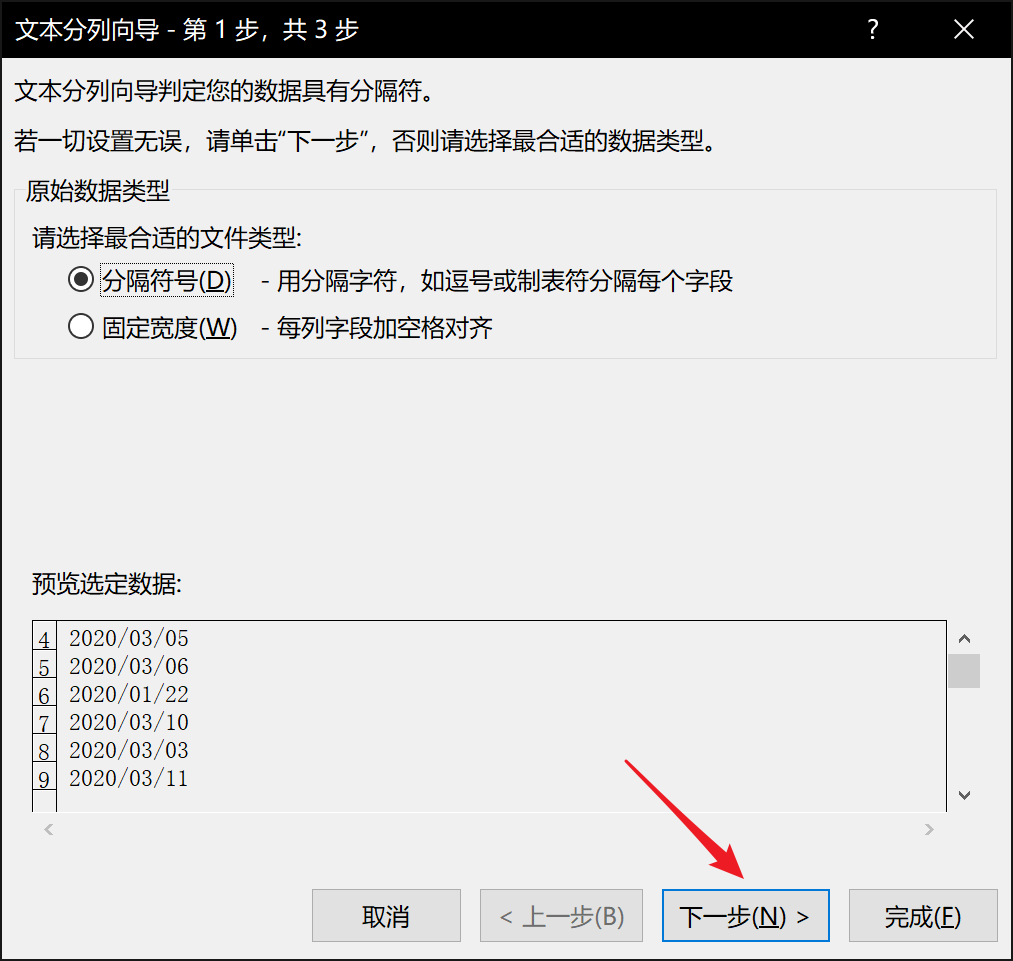 文本分列向导 - 第 1 步，共 3 步
?
文本分列向导判定您的数据具有分隔符。
若一切设置无误，请单击“下一步”，否则请选择最合适的数据类型。
原始数据类型
请选择最合适的文件类型:
分隔符号(D) - 用分隔字符，如逗号或制表符分隔每个字段
固定宽度(W) - 每列字段加空格对齐
预览选定数据:
4 2020/03/05
5 2020/03/06
6 2020/01/22
7 2020/03/10
8 2020/03/03
9 2020/03/11
取消 < 上一步(B) 下一步(N) > 完成(F)